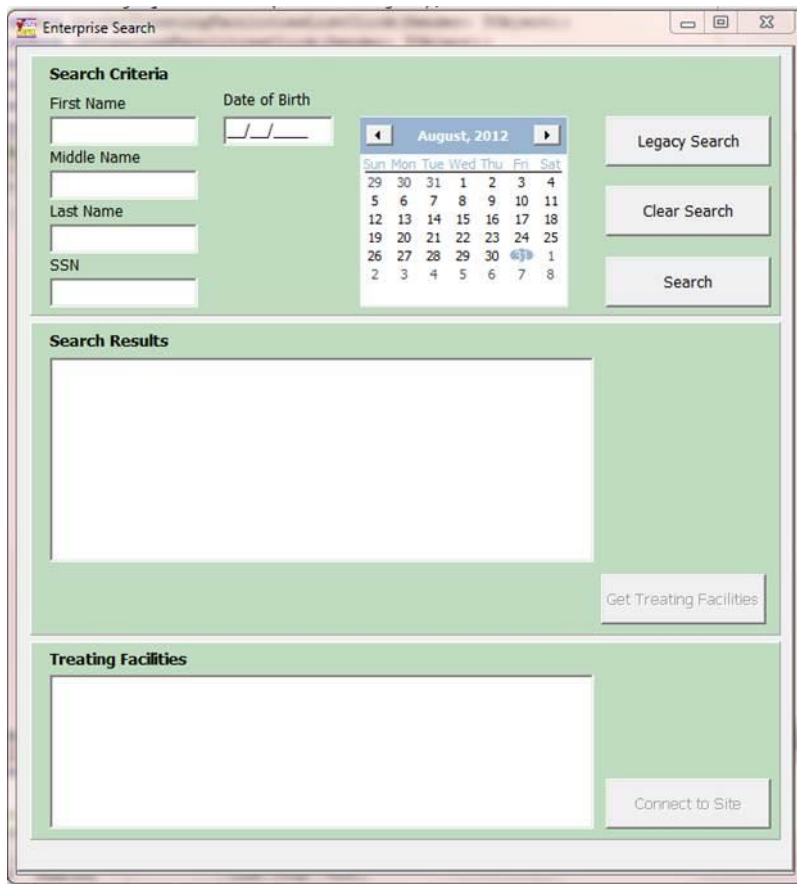 Enterprise Search
Search Criteria
First Name
Date of Birth
__/__/____
Middle Name
Last Name
SSN
August, 2012
Sun Mon Tue Wed Thu Fri Sat
29 30 31 1 2 3 4
5 6 7 8 9 10 11
12 13 14 15 16 17 18
19 20 21 22 23 24 25
26 27 28 29 30 31 1
2 3 4 5 6 7 8
Legacy Search
Clear Search
Search
Search Results
Get Treating Facilities
Treating Facilities
Connect to Site